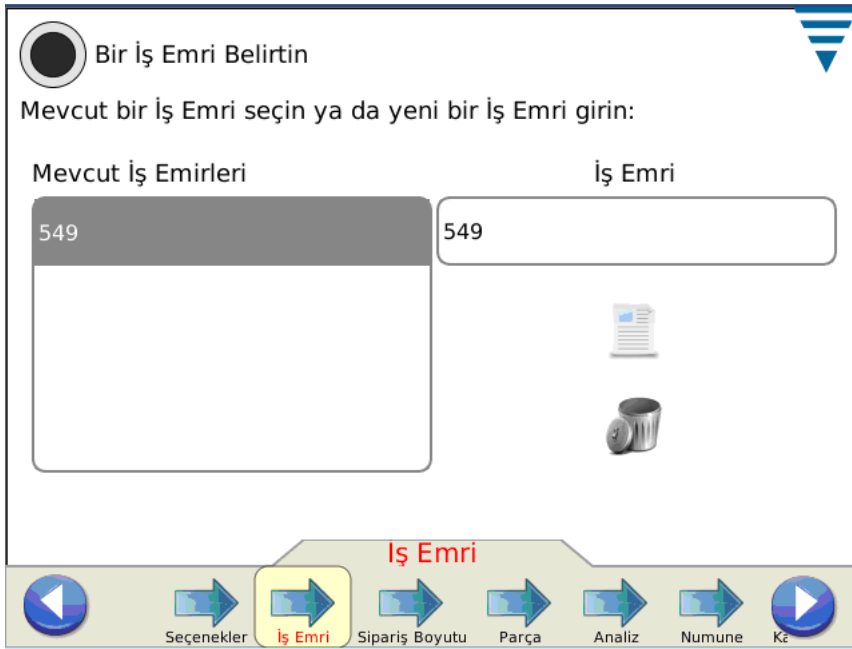 Bir İş Emri Belirtin
Mevcut bir İş Emri seçin ya da yeni bir İş Emri girin:
Mevcut İş Emirleri
İş Emri
549
549
İş Emri
Seçenekler
İş Emri
Sipariş Boyutu
Parça
Analiz
Numune